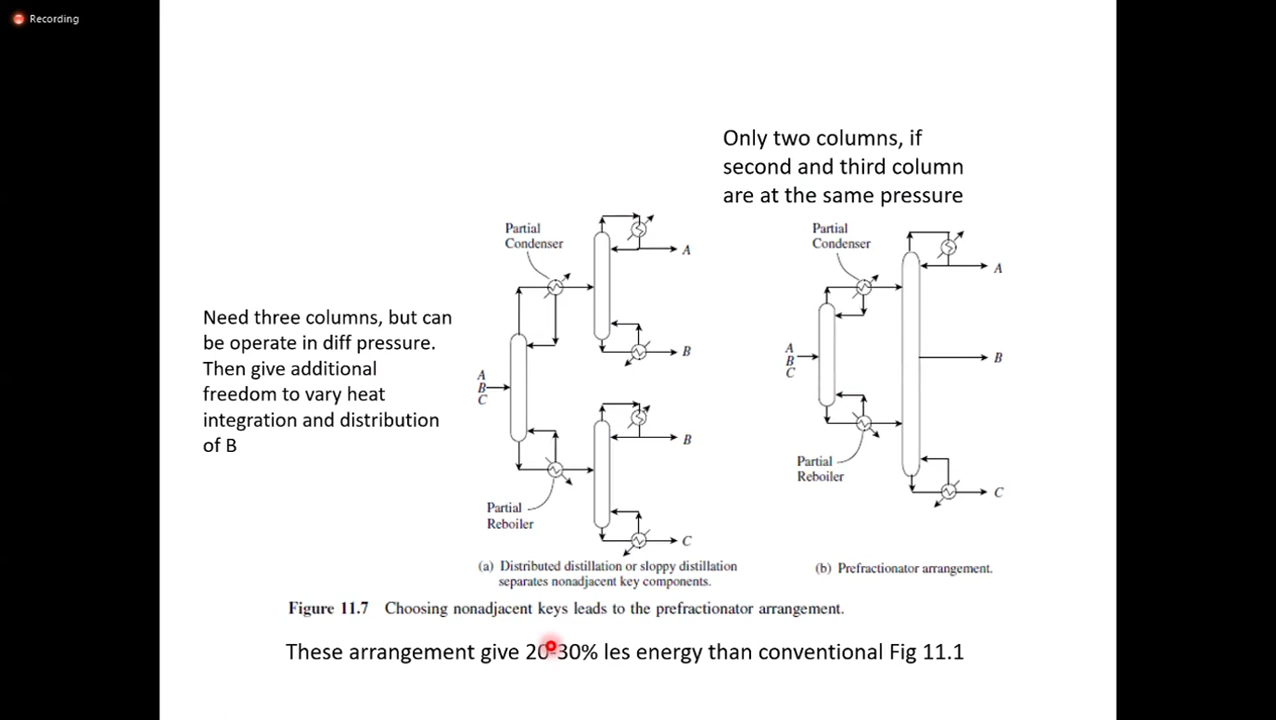 Recording
Only two columns, if
second and third column
are at the same pressure
Need three columns, but can
be operate in diff pressure.
Then give additional
freedom to vary heat
integration and distribution
of B
Partial
Condenser
A
B
A
B
C
B
Partial
Reboiler
C
(a) Distributed distillation or sloppy distillation
separates nonadjacent key components.
Partial
Condenser
A
A
B
C
B
Partial
Reboiler
C
(b) Prefractionator arrangement.
Figure 11.7 Choosing nonadjacent keys leads to the prefractionator arrangement.
These arrangement give 20-30% les energy than conventional Fig 11.1